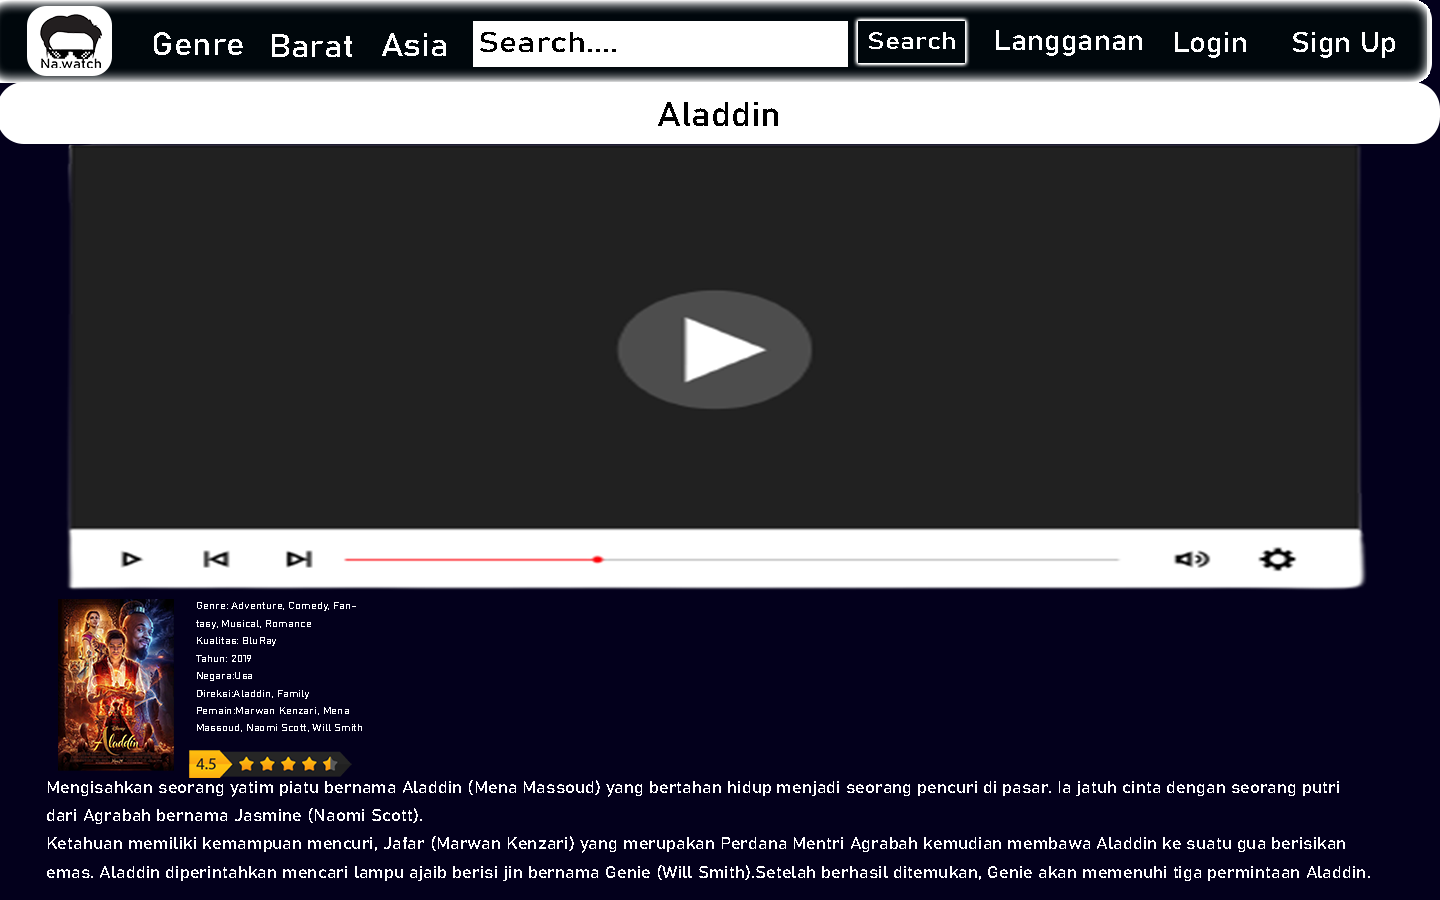 Na.watch
Genre Barat Asia Search.... Search Langganan Login Sign Up
Aladdin
Genre: Adventure, Comedy, Fan-
tasy, Musical, Romance
Kualitas: BluRay
Tahun: 2019
Negara:Usa
Direksi:Aladdin, Family
Pemain:Marwan Kenzari, Mena
Massoud, Naomi Scott, Will Smith
Disney
Aladdin
4.5
Mengisahkan seorang yatim piatu bernama Aladdin (Mena Massoud) yang bertahan hidup menjadi seorang pencuri di pasar. Ia jatuh cinta dengan seorang putri
dari Agrabah bernama Jasmine (Naomi Scott).
Ketahuan memiliki kemampuan mencuri, Jafar (Marwan Kenzari) yang merupakan Perdana Mentri Agrabah kemudian membawa Aladdin ke suatu gua berisikan
emas. Aladdin diperintahkan mencari lampu ajaib berisi jin bernama Genie (Will Smith).Setelah berhasil ditemukan, Genie akan memenuhi tiga permintaan Aladdin.